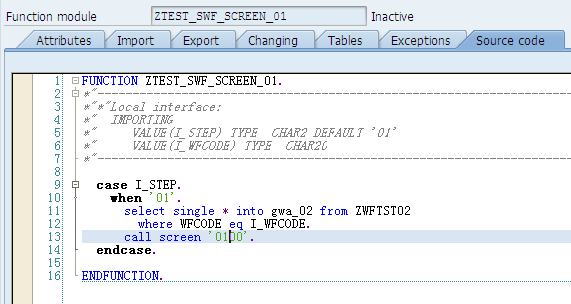 Function module ZTEST_SWF_SCREEN_01 Inactive
Attributes Import Export Changing Tables Exceptions Source code
1 FUNCTION ZTEST_SWF_SCREEN_01.
2 *"----------------------------------------------------------------------
3 *"*"Local interface:
4 *"  IMPORTING
5 *"     VALUE(I_STEP) TYPE  CHAR2 DEFAULT '01'
6 *"     VALUE(I_WFCODE) TYPE  CHAR20
7 *"----------------------------------------------------------------------
8
9   case I_STEP.
10     when '01'.
11       select single * into gwa_02 from ZWFTST02
12         where WFCODE eq I_WFCODE.
13       call screen '0100'.
14   endcase.
15
16 ENDFUNCTION.